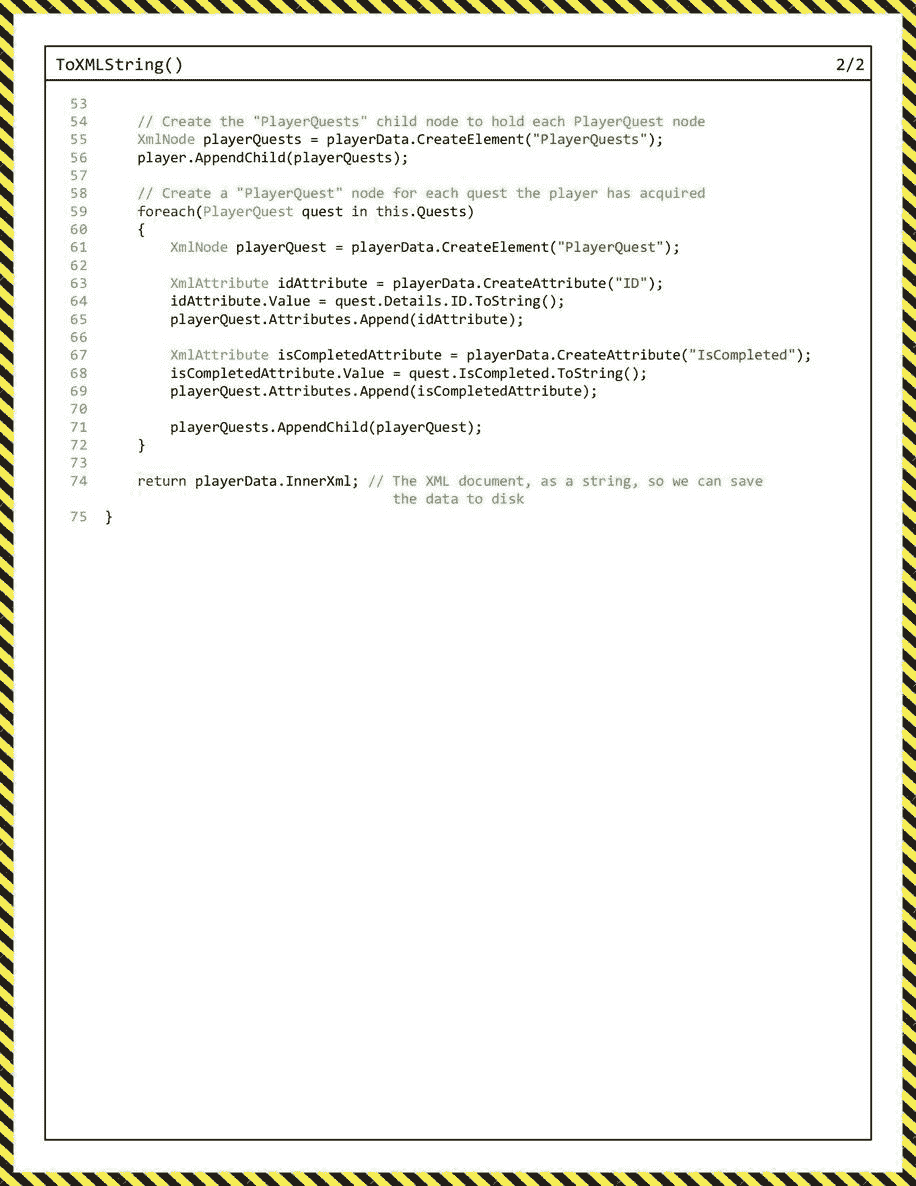 ToXMLString() 2/2
53
54 // Create the "PlayerQuests" child node to hold each PlayerQuest node
55 XmlNode playerQuests = playerData.CreateElement("PlayerQuests");
56 player.AppendChild(playerQuests);
57
58 // Create a "PlayerQuest" node for each quest the player has acquired
59 foreach(PlayerQuest quest in this.Quests)
60 {
61 XmlNode playerQuest = playerData.CreateElement("PlayerQuest");
62
63 XmlAttribute idAttribute = playerData.CreateAttribute("ID");
64 idAttribute.Value = quest.Details.ID.ToString();
65 playerQuest.Attributes.Append(idAttribute);
66
67 XmlAttribute isCompletedAttribute = playerData.CreateAttribute("IsCompleted");
68 isCompletedAttribute.Value = quest.IsCompleted.ToString();
69 playerQuest.Attributes.Append(isCompletedAttribute);
70
71 playerQuests.AppendChild(playerQuest);
72 }
73
74 return playerData.InnerXml; // The XML document, as a string, so we can save
the data to disk
75 }